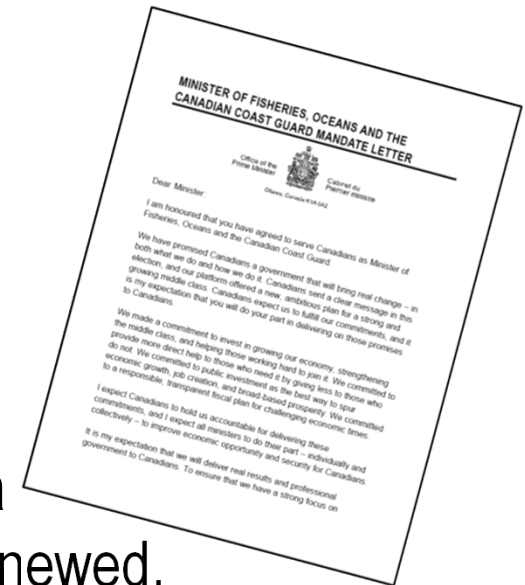 MINISTER OF FISHERIES, OCEANS AND THE
CANADIAN COAST GUARD MANDATE LETTER
Office of the
Prime Minister
Cabinet du
Premier ministre
Ottawa, Canada K1A 0A2
Dear Minister:
I am honoured that you have agreed to serve Canadians as Minister of
Fisheries, Oceans and the Canadian Coast Guard.
We have promised Canadians a government that will bring real change – in
both what we do and how we do it. Canadians sent a clear message in this
election, and our platform offered a new, ambitious plan for a strong and
growing middle class. Canadians expect us to fulfill our commitments, and it
is my expectation that you will do your part in delivering on those promises
to Canadians.
We made a commitment to invest in growing our economy, strengthening
the middle class, and helping those working hard to join it. We committed to
provide more direct help to those who need it by giving less to those who
do not. We committed to public investment as the best way to spur
economic growth, job creation, and broad-based prosperity. We committed
to a responsible, transparent fiscal plan for challenging economic times.
I expect Canadians to hold us accountable for delivering these
commitments, and I expect all ministers to do their part – individually and
collectively – to improve economic opportunity and security for Canadians.
It is my expectation that we will deliver real results and professional
government to Canadians. To ensure that we have a strong focus on
newed.